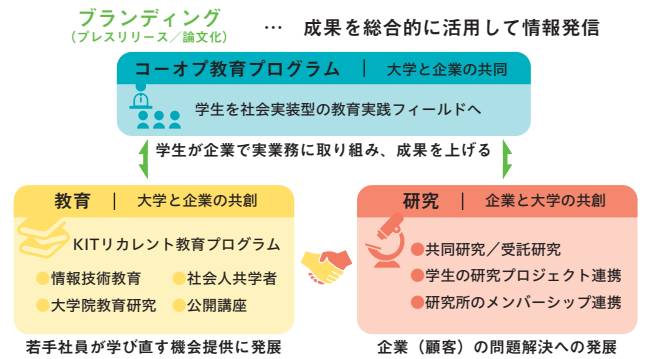 ブランディング
(プレスリリース／論文化)
… 成果を総合的に活用して情報発信
コーオプ教育プログラム | 大学と企業の共同
学生を社会実装型の教育実践フィールドへ
学生が企業で実業務に取り組み、成果を上げる
教育 | 大学と企業の共創
KITリカレント教育プログラム
●情報技術教育 ●社会人共学者
●大学院教育研究 ●公開講座
若手社員が学び直す機会提供に発展
研究 | 企業と大学の共創
●共同研究／受託研究
●学生の研究プロジェクト連携
●研究所のメンバーシップ連携
企業（顧客）の問題解決への発展